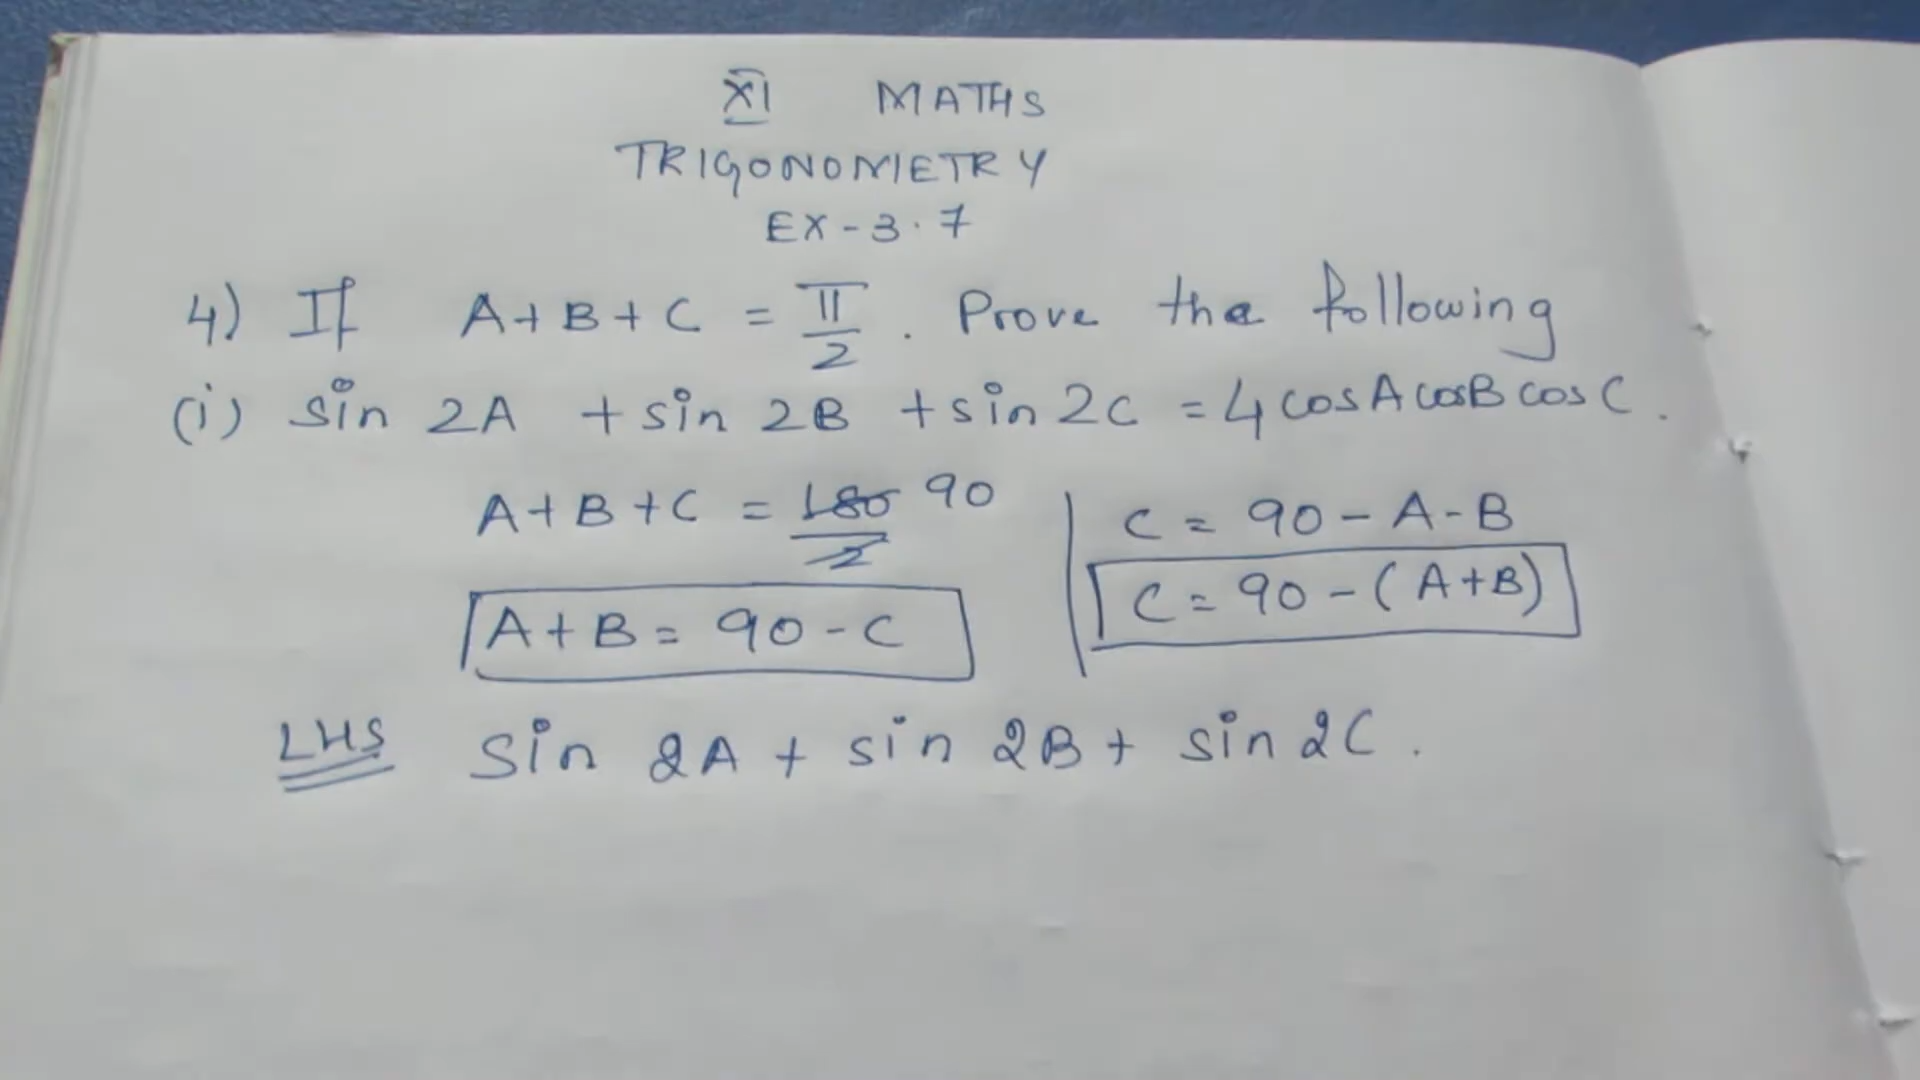 XI MATHS
TRIGONOMETRY
EX-3.7
4) If A+B+C = π/2. Prove the following
(i) sin 2A + sin 2B + sin 2C = 4 cosA cosB cos C.
A+B+C = 180/2 90
A+B = 90-C
C = 90-A-B
C = 90-(A+B)
LHS sin 2A + sin 2B + sin 2C.